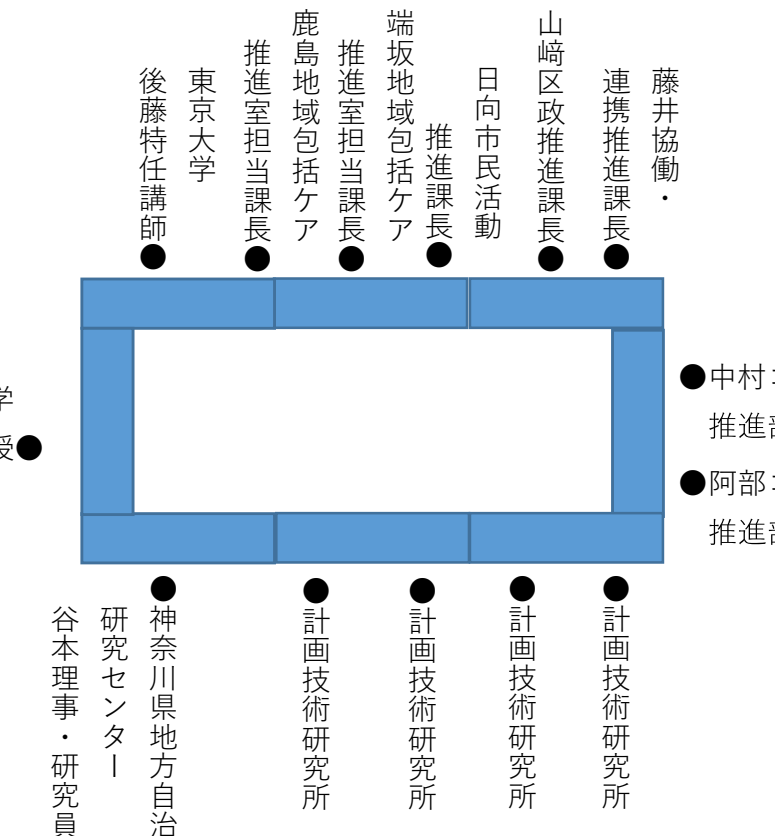 藤井協働・
連携推進課長
山﨑区政推進課長
日向市民活動
推進課長
端坂地域包括ケア
推進室担当課長
鹿島地域包括ケア
推進室担当課長
東京大学
後藤特任講師
●中村
推進部
●阿部
推進部
学
授●
計画技術研究所
計画技術研究所
計画技術研究所
計画技術研究所
神奈川県地方自治
研究センター
谷本理事・研究員